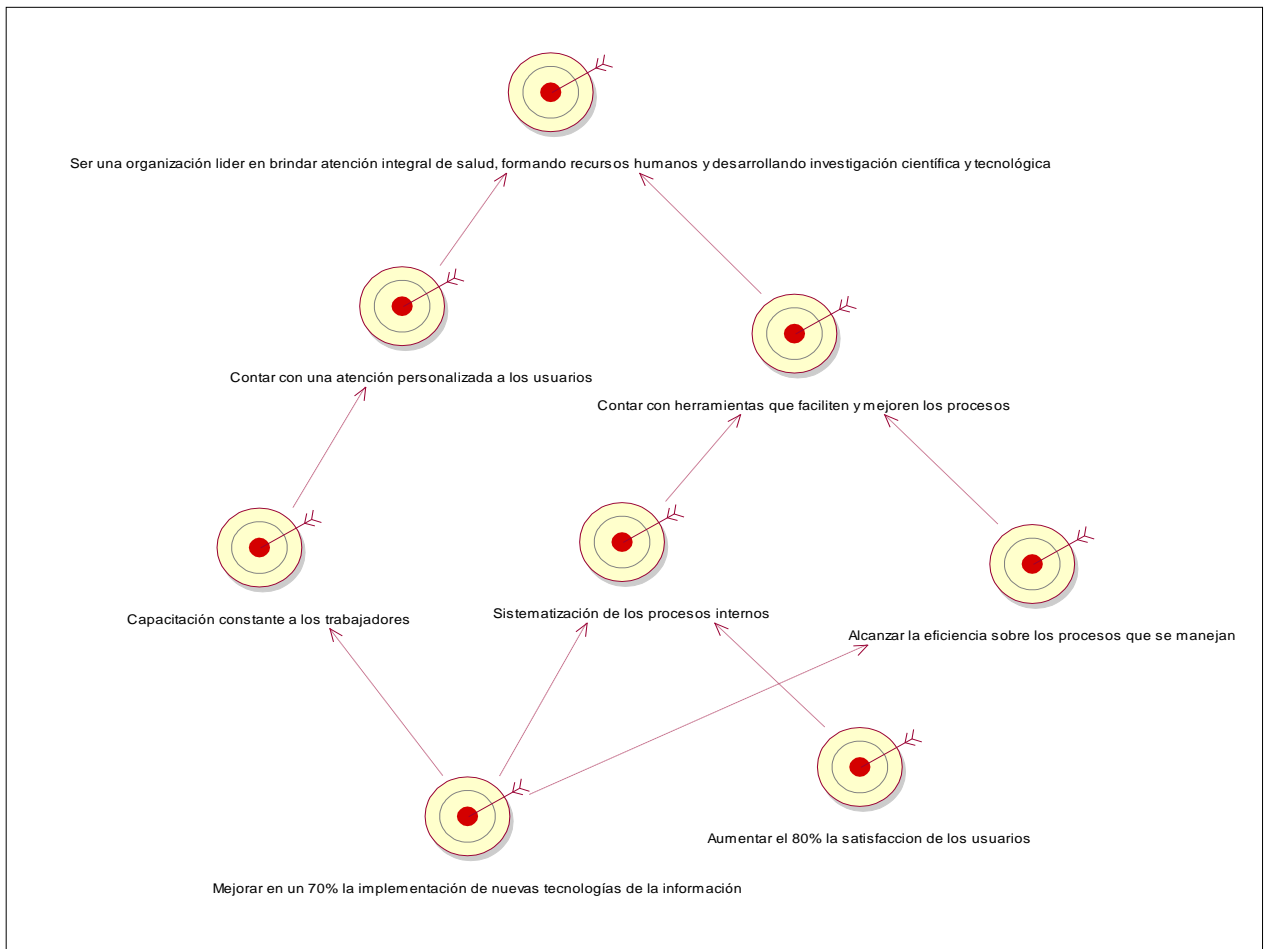 Ser una organización lider en brindar atención integral de salud, formando recursos humanos y desarrollando investigación científica y tecnológica
Contar con una atención personalizada a los usuarios
Contar con herramientas que faciliten y mejoren los procesos
Capacitación constante a los trabajadores
Sistematización de los procesos internos
Alcanzar la eficiencia sobre los procesos que se manejan
Aumentar el 80% la satisfaccion de los usuarios
Mejorar en un 70% la implementación de nuevas tecnologías de la información